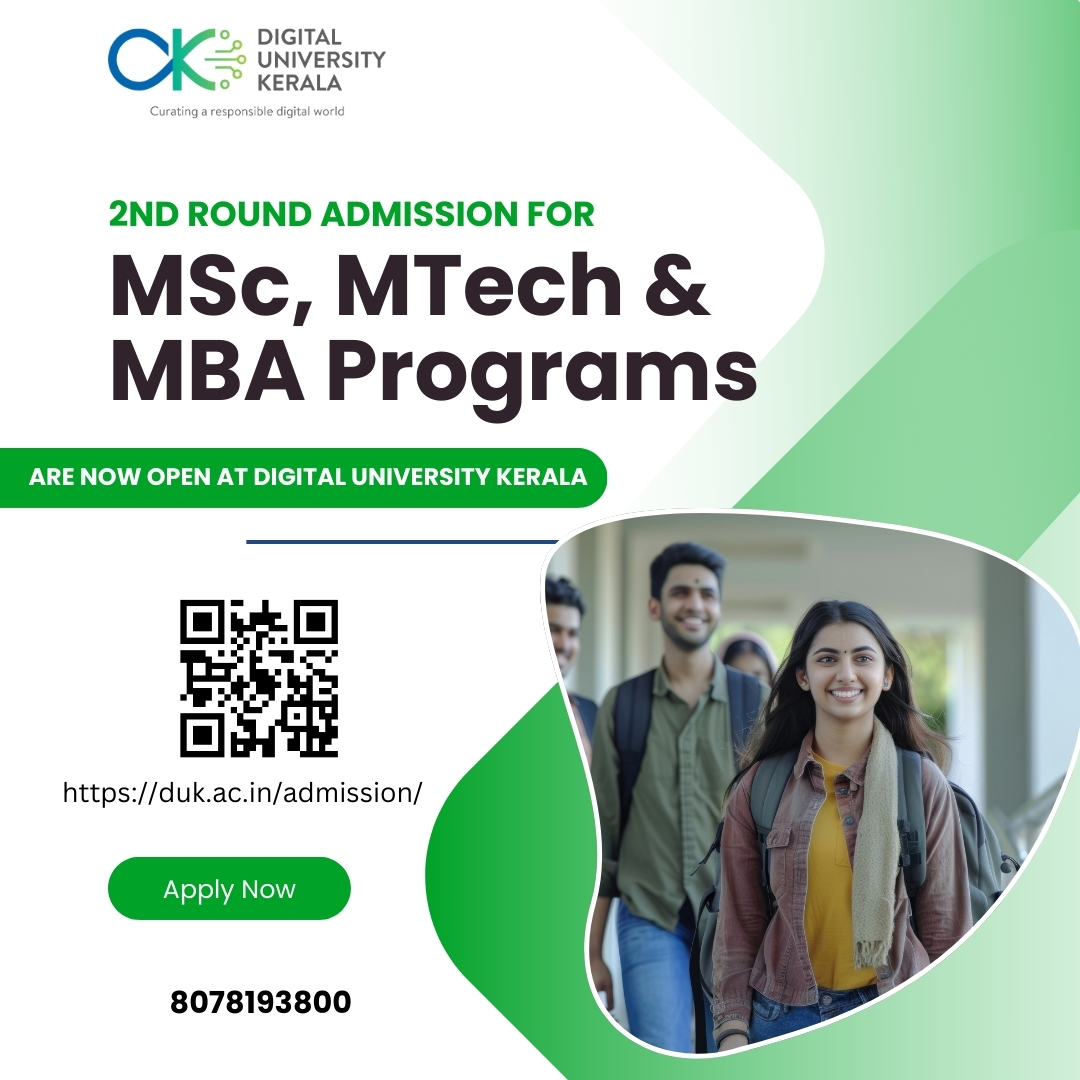 DIGITAL
UNIVERSITY
KERALA
Curating a responsible digital world
2ND ROUND ADMISSION FOR
MSc, MTech &
MBA Programs
ARE NOW OPEN AT DIGITAL UNIVERSITY KERALA
https://duk.ac.in/admission/
Apply Now
8078193800